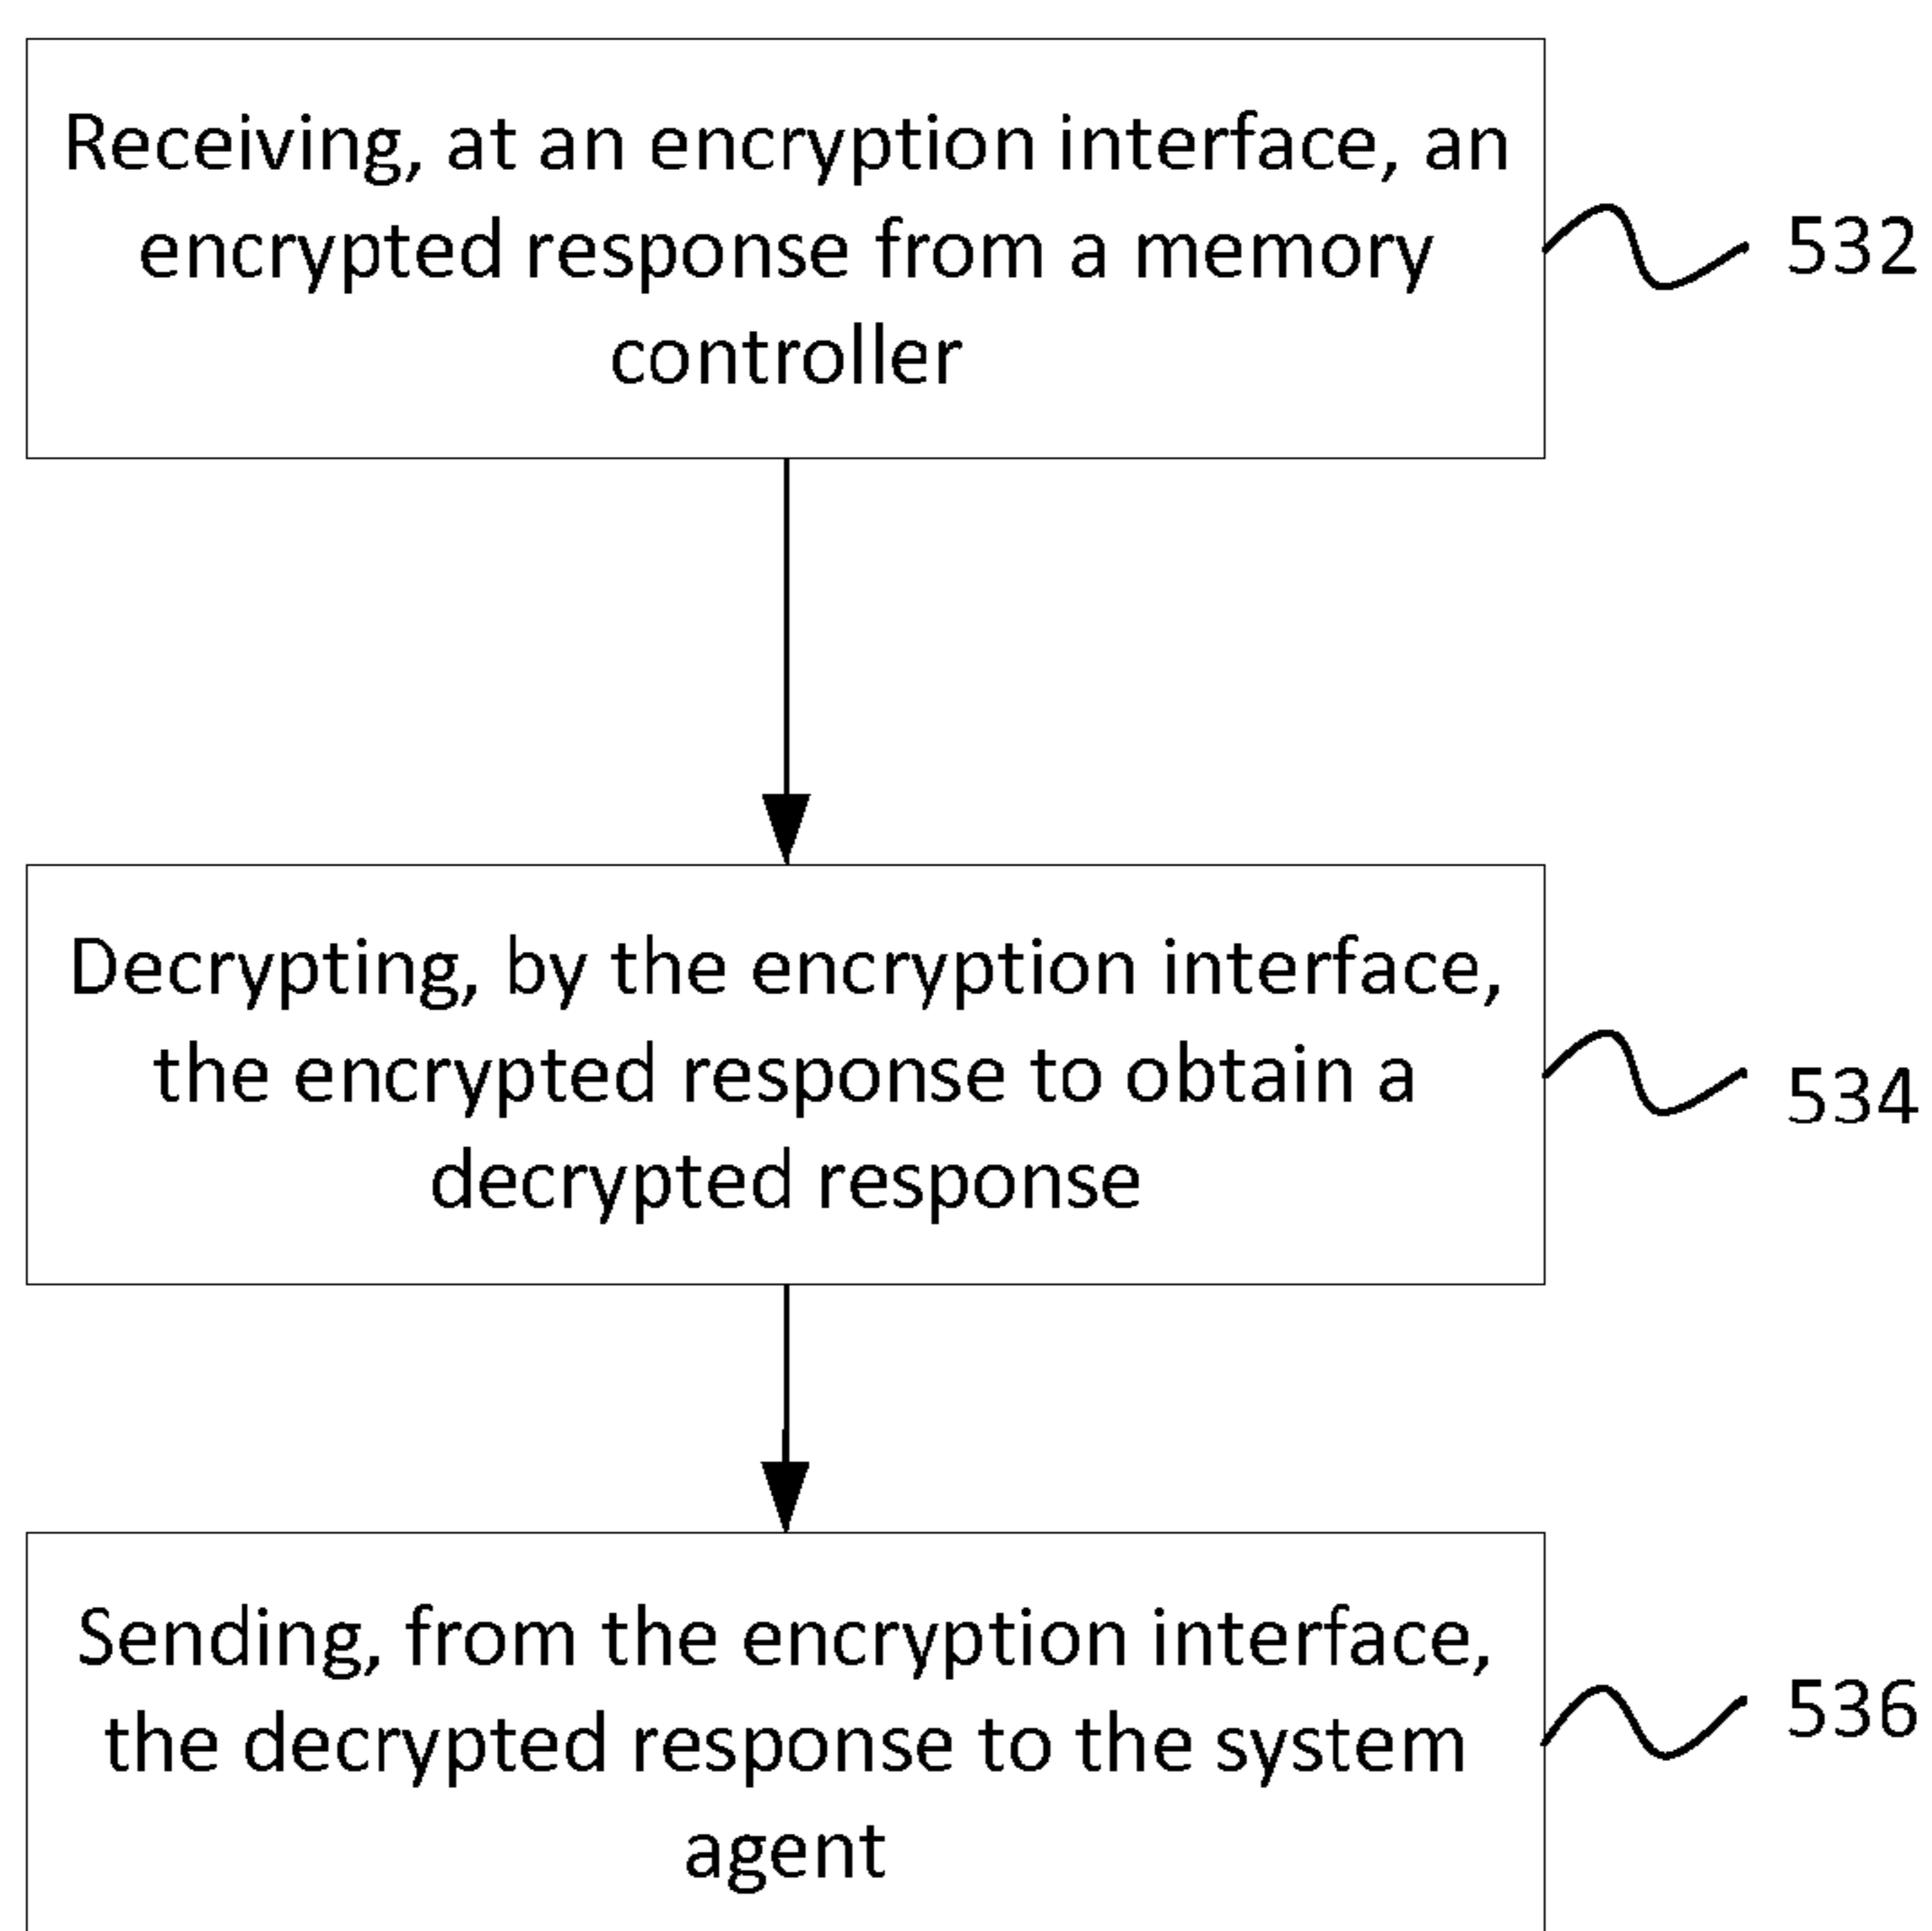 Receiving, at an encryption interface, an
encrypted response from a memory
controller
532
Decrypting, by the encryption interface,
the encrypted response to obtain a
decrypted response
534
Sending, from the encryption interface,
the decrypted response to the system
agent
536